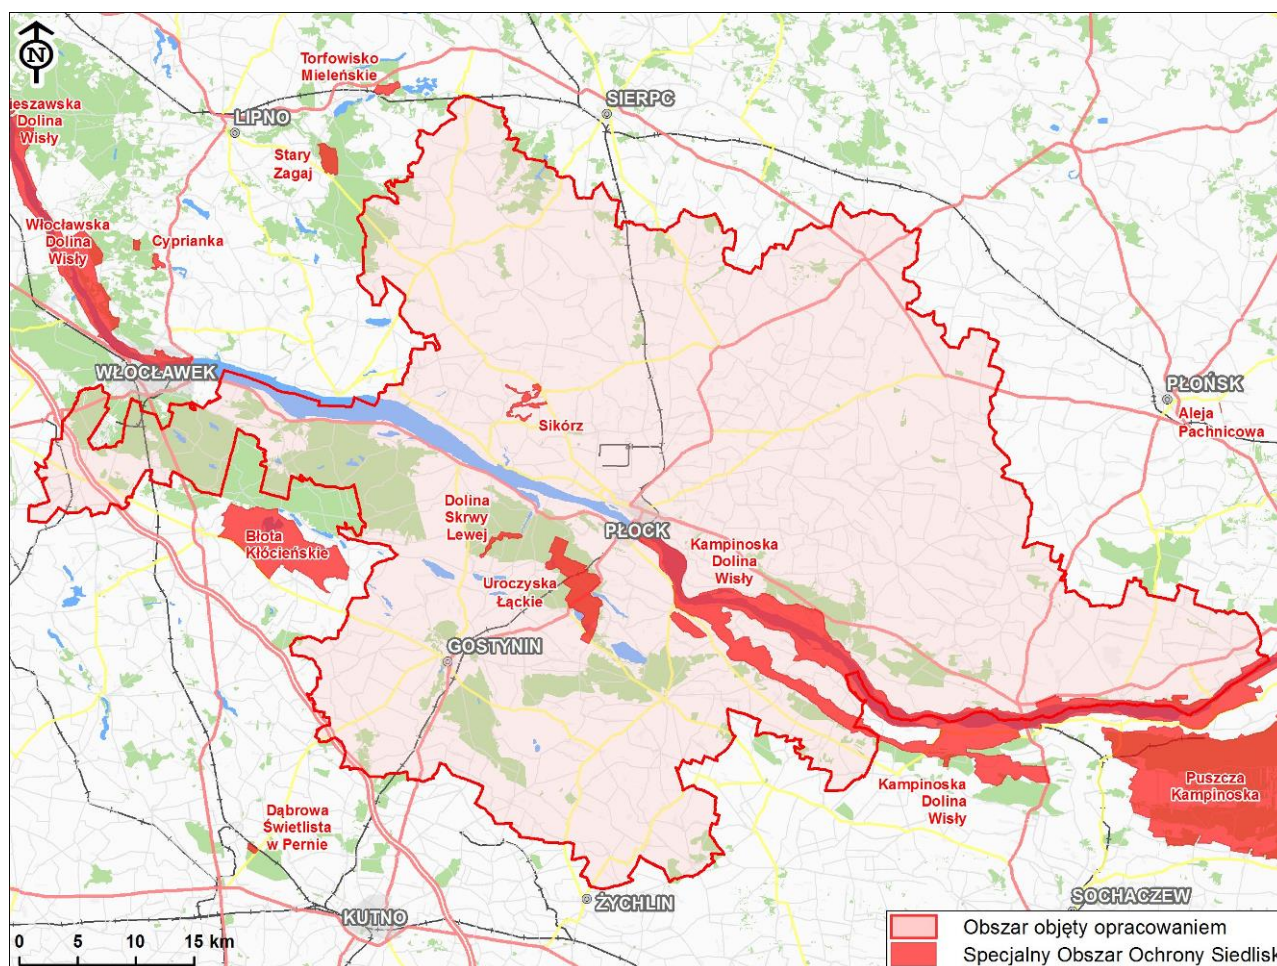 N
Torfowisko
Mieleńskie
SIERPC
LIPNO
ieszawska
Dolina
Wisły
Stary
Zagaj
Włocławska
Dolina
Wisły
Cyprianka
WŁOCŁAWEK
PŁOŃSK
Aleja
Pachnicowa
Sikórz
Dolina
Skrwy
Lewej
PŁOCK
Błota
Kłócieńskie
Kampinoska
Dolina
Wisły
Uroczyska
Łąckie
GOSTYNIN
Kampinoska
Dolina
Wisły
Puszcza
Kampinoska
Dąbrowa
Świetlista
w Pernie
ŻYCHLIN
SOCHACZEW
KUTNO
0 5 10 15 km
Obszar objęty opracowaniem
Specjalny Obszar Ochrony Siedlisk